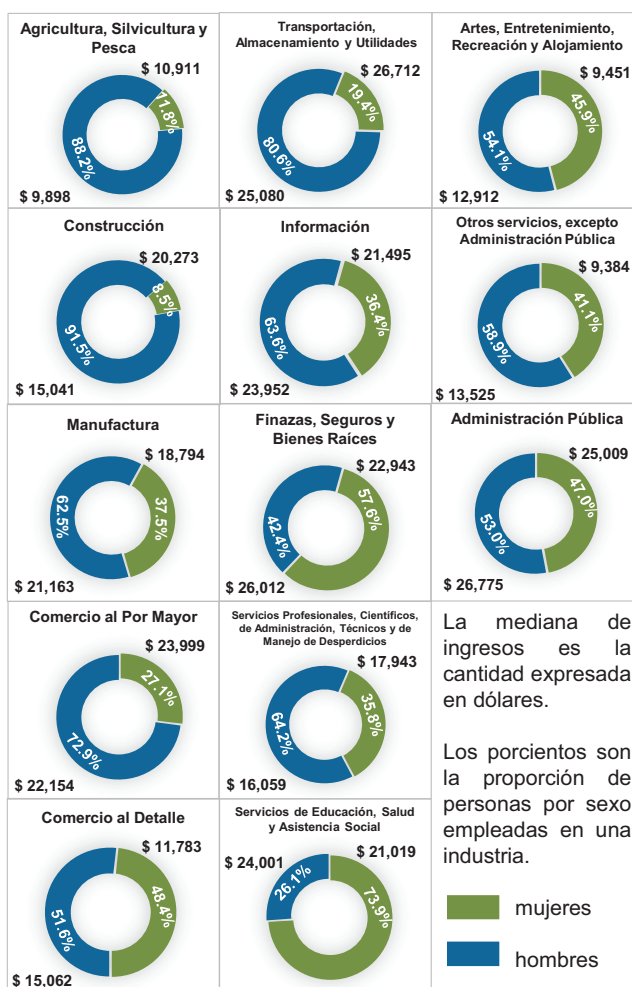 Agricultura, Silvicultura y
Pesca
$ 10,911
11.8%
88.2%
$ 9,898
Transportación,
Almacenamiento y Utilidades
$ 26,712
19.4%
80.6%
$ 25,080
Artes, Entretenimiento,
Recreación y Alojamiento
$ 9,451
45.9%
54.1%
$ 12,912
Construcción
$ 20,273
8.5%
91.5%
$ 15,041
Información
$ 21,495
36.4%
63.6%
$ 23,952
Otros servicios, excepto
Administración Pública
$ 9,384
41.1%
58.9%
$ 13,525
Manufactura
$ 18,794
37.5%
62.5%
$ 21,163
Finazas, Seguros y
Bienes Raíces
$ 22,943
57.6%
42.4%
$ 26,012
Administración Pública
$ 25,009
47.0%
53.0%
$ 26,775
Comercio al Por Mayor
$ 23,999
27.1%
72.9%
$ 22,154
Servicios Profesionales, Científicos,
de Administración, Técnicos y de
Manejo de Desperdicios
$ 17,943
35.8%
64.2%
$ 16,059
Comercio al Detalle
$ 11,783
48.4%
51.6%
$ 15,062
Servicios de Educación, Salud
y Asistencia Social
$ 24,001
$ 21,019
26.1%
73.9%
La mediana de
ingresos es la
cantidad expresada
en dólares.
Los porcientos son
la proporción de
personas por sexo
empleadas en una
industria.
mujeres
hombres